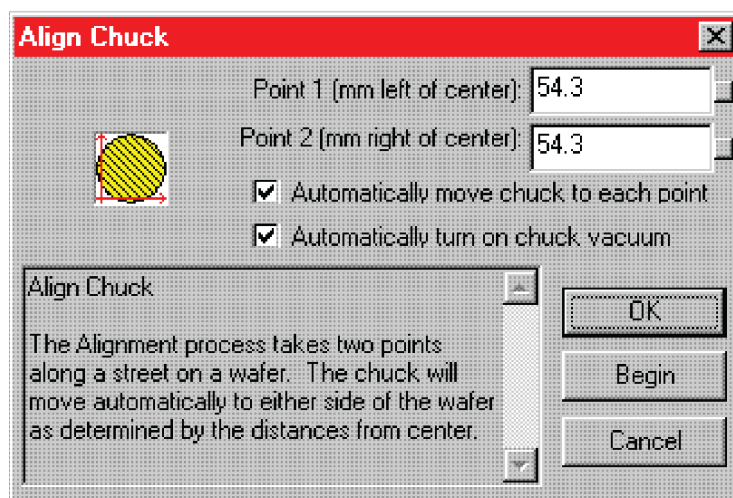 Align Chuck
Point 1 (mm left of center): 54.3
Point 2 (mm right of center): 54.3
Automatically move chuck to each point
Automatically turn on chuck vacuum
Align Chuck
The Alignment process takes two points
along a street on a wafer. The chuck will
move automatically to either side of the wafer
as determined by the distances from center.
OK
Begin
Cancel